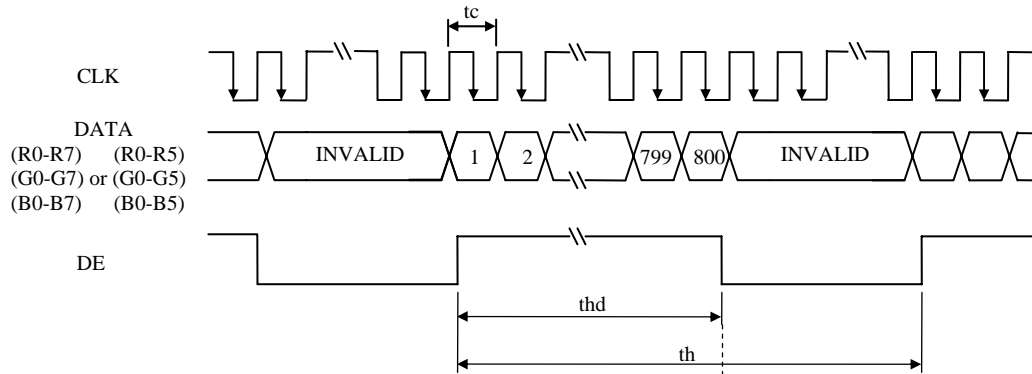 tc
CLK
DATA
(R0-R7) (R0-R5)
(G0-G7) or (G0-G5)
(B0-B7) (B0-B5)
INVALID 1 2 799 800 INVALID
DE
thd
th